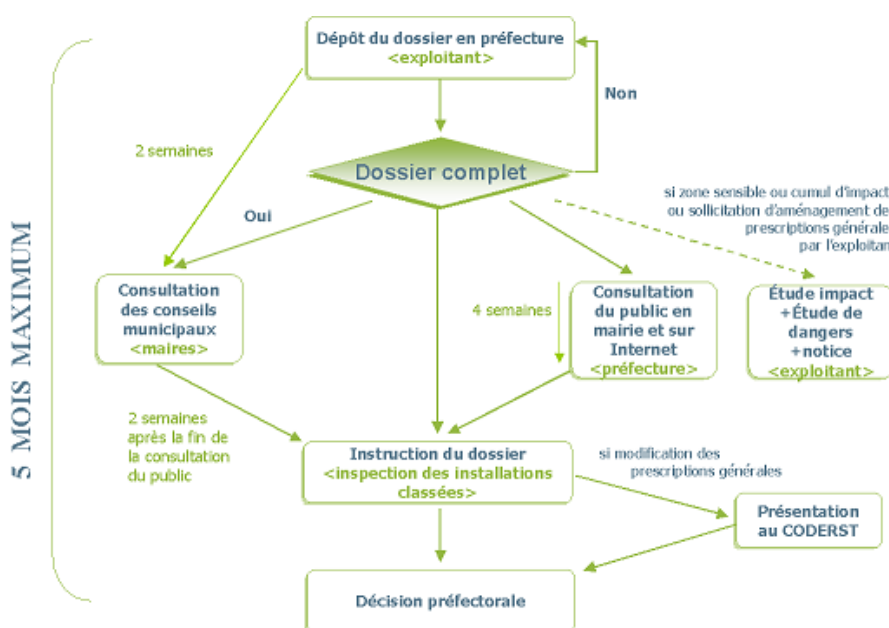 Dépôt du dossier en préfecture
<exploitant>
Non
2 semaines
Dossier complet
si zone sensible ou cumul d'impact
ou sollicitation d'aménagement de
prescriptions générale
par l'exploitan
Oui
5 MOIS MAXIMUM
Consultation
des conseils
municipaux
<maires>
4 semaines
Consultation
du public en
mairie et sur
Internet
<préfecture>
Étude impact
+Étude de
dangers
+notice
<exploitant>
2 semaines
après la fin de
la consultation
du public
Instruction du dossier
<inspection des installations
classées>
si modification des
prescriptions générales
Présentation
au CODERST
Décision préfectorale